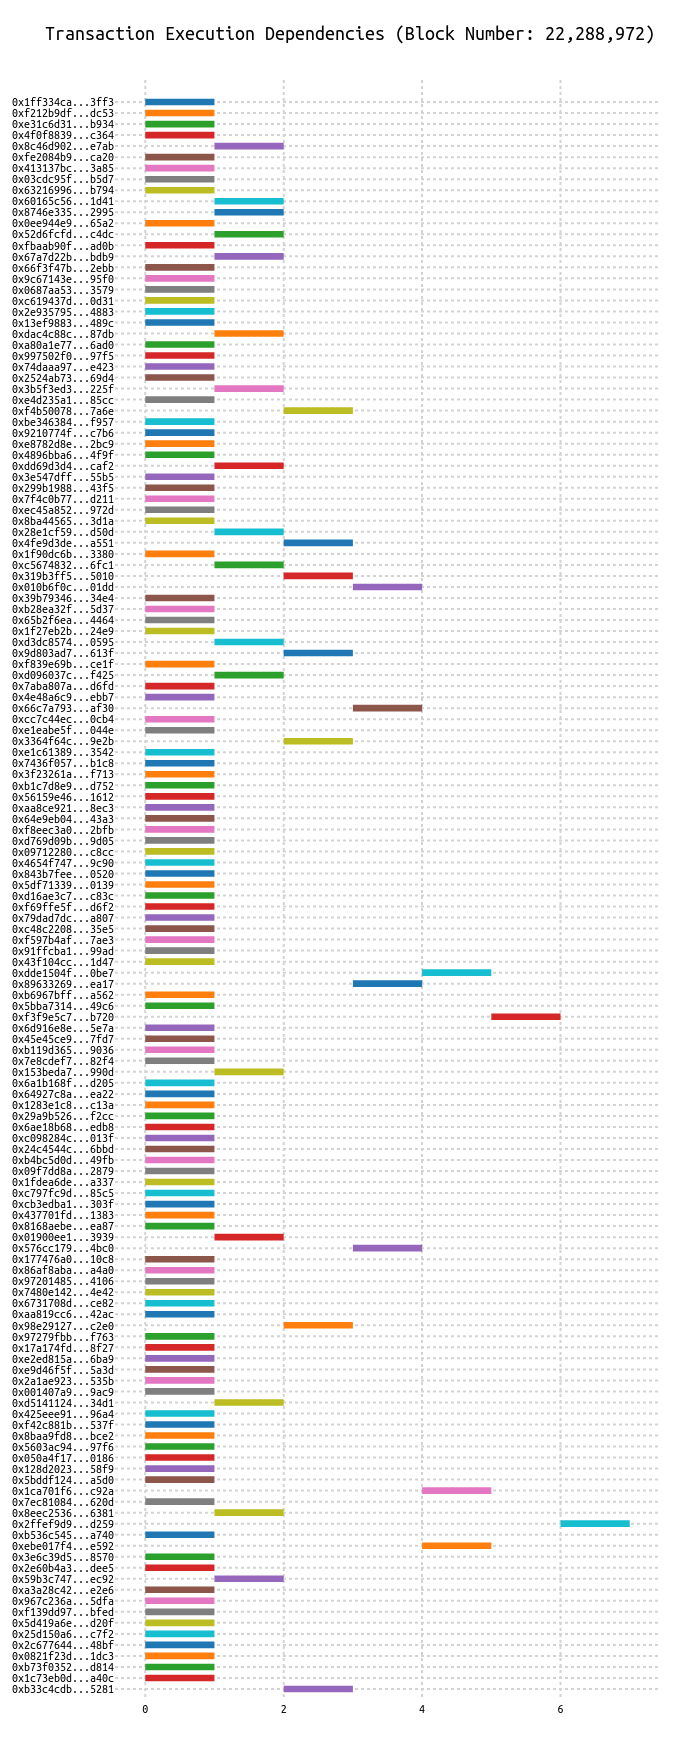 Transaction Execution Dependencies (Block Number: 22,288,972)
0x1ff334ca...3ff3
0xf212b9df...dc53
0xe31c6d31...b934
0x4f0f8839...c364
0x8c46d902...e7ab
0xfe2084b9...ca20
0x413137bc...3a85
0x03cdc95f...b5d7
0x63216996...b794
0x60165c56...1d41
0x8746e335...2995
0x0ee944e9...65a2
0x52d6fcfd...c4dc
0xfbaab90f...ad0b
0x67a7d22b...bdb9
0x66f3f47b...2ebb
0x9c67143e...95f0
0x0687aa53...3579
0xc619437d...0d31
0x2e935795...4883
0x13ef9883...489c
0xdac4c88c...87db
0xa80a1e77...6ad0
0x997502f0...97f5
0x74daaa97...e423
0x2524ab73...69d4
0x3b5f3ed3...225f
0xe4d235a1...85cc
0xf4b50078...7a6e
0xbe346384...f957
0x9210774f...c7b6
0xe8782d8e...2bc9
0x4896bba6...4f9f
0xdd69d3d4...caf2
0x3e547dff...55b5
0x299b1988...43f5
0x7f4c0b77...d211
0xec45a852...972d
0x8ba44565...3d1a
0x28e1cf59...d50d
0x4fe9d3de...a551
0x1f90dc6b...3380
0xc5674832...6fc1
0x319b3ff5...5010
0x010b6f0c...01dd
0x39b79346...34e4
0xb28ea32f...5d37
0x65b2f6ea...4464
0x1f27eb2b...24e9
0xd3dc8574...0595
0x9d803ad7...613f
0xf839e69b...ce1f
0xd096037c...f425
0x7aba807a...d6fd
0x4e48a6c9...ebb7
0x66c7a793...af30
0xcc7c44ec...0cb4
0xe1eabe5f...044e
0x3364f64c...9e2b
0xe1c61389...3542
0x7436f057...b1c8
0x3f23261a...f713
0xb1c7d8e9...d752
0x56159e46...1612
0xaa8ce921...8ec3
0x64e9eb04...43a3
0xf8eec3a0...2bfb
0xd769d09b...9d05
0x09712280...c8cc
0x4654f747...9c90
0x843b7fee...0520
0x5df71339...0139
0xd16ae3c7...c83c
0xf69ffe5f...d6f2
0x79dad7dc...a807
0xc48c2208...35e5
0xf597b4af...7ae3
0x91ffcba1...99ad
0x43f104cc...1d47
0xdde1504f...0be7
0x89633269...ea17
0xb6967bff...a562
0x5bba7314...49c6
0xf3f9e5c7...b720
0x6d916e8e...5e7a
0x45e45ce9...7fd7
0xb119d365...9036
0x7e8cdef7...82f4
0x153beda7...990d
0x6a1b168f...d205
0x64927c8a...ea22
0x1283e1c8...c13a
0x29a9b526...f2cc
0x6ae18b68...edb8
0xc098284c...013f
0x24c4544c...6bbd
0xb4bc5d0d...49fb
0x09f7dd8a...2879
0x1fdea6de...a337
0xc797fc9d...85c5
0xcb3edba1...303f
0x437701fd...1383
0x8168aebe...ea87
0x01900ee1...3939
0x576cc179...4bc0
0x177476a0...10c8
0x86af8aba...a4a0
0x97201485...4106
0x7480e142...4e42
0x6731708d...ce82
0xaa819cc6...42ac
0x98e29127...c2e0
0x97279fbb...f763
0x17a174fd...8f27
0xe2ed815a...6ba9
0xe9d46f5f...5a3d
0x2a1ae923...535b
0x001407a9...9ac9
0xd5141124...34d1
0x425eee91...96a4
0xf42c881b...537f
0x8baa9fd8...bce2
0x5603ac94...97f6
0x050a4f17...0186
0x128d2023...58f9
0x5bddf124...a5d0
0x1ca701f6...c92a
0x7ec81084...620d
0x8eec2536...6381
0x2ffef9d9...d259
0xb536c545...a740
0xebe017f4...e592
0x3e6c39d5...8570
0x2e60b4a3...dee5
0x59b3c747...ec92
0xa3a28c42...e2e6
0x967c236a...5dfa
0xf139dd97...bfed
0x5d419a6e...d20f
0x25d150a6...c7f2
0x2c677644...48bf
0x0821f23d...1dc3
0xb73f0352...d814
0x1c73eb0d...a40c
0xb33c4cdb...5281
0 2 4 6